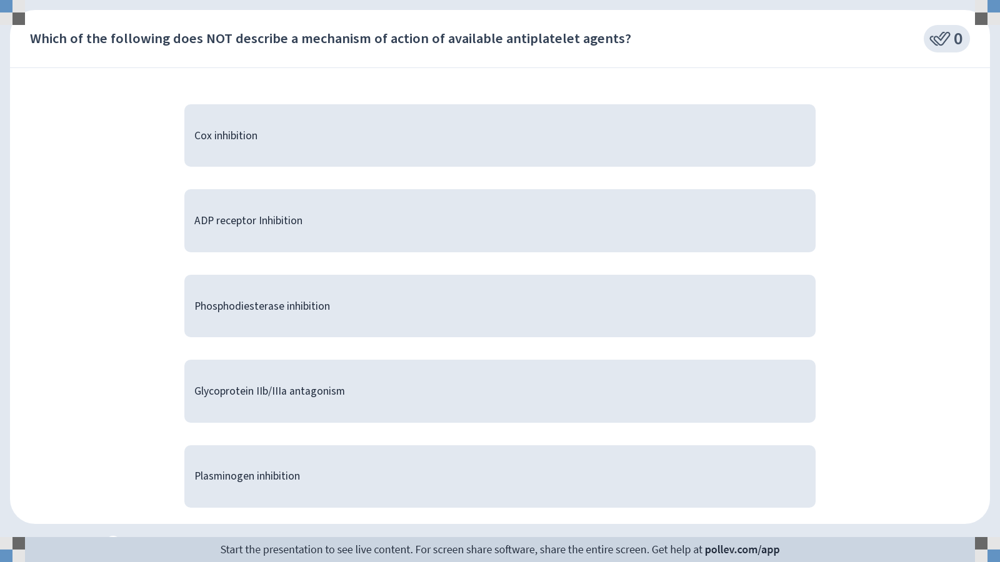 Which of the following does NOT describe a mechanism of action of available antiplatelet agents?
0
Cox inhibition
ADP receptor Inhibition
Phosphodiesterase inhibition
Glycoprotein IIb/IIIa antagonism
Plasminogen inhibition
Start the presentation to see live content. For screen share software, share the entire screen. Get help at pollev.com/app